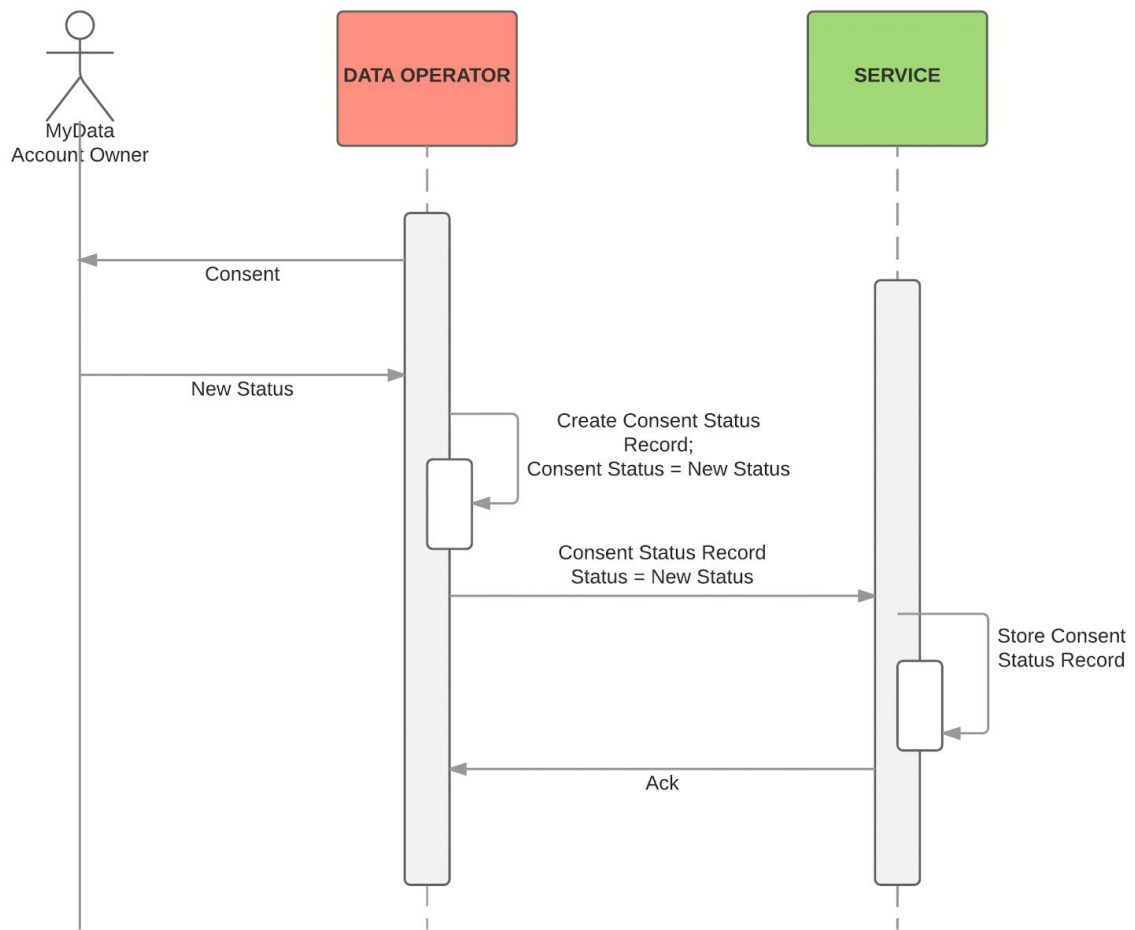 DATA OPERATOR
SERVICE
MyData
Account Owner
Consent
New Status
Create Consent Status
Record;
Consent Status = New Status
Consent Status Record
Status = New Status
Store Consent
Status Record
Ack